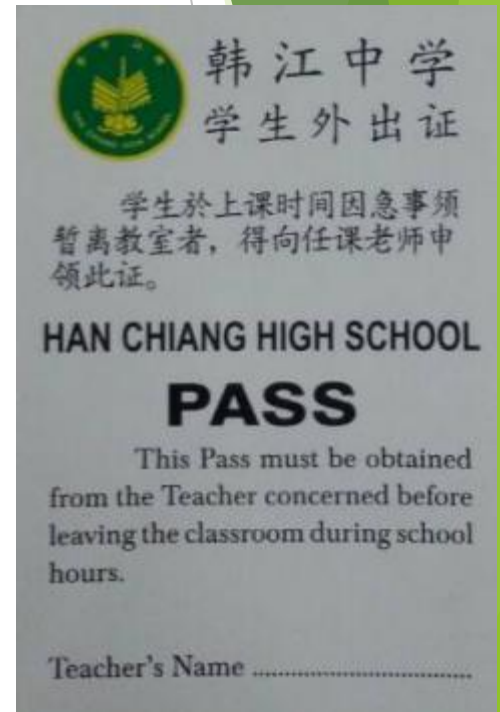 韩江中学
学生外出证
学生於上课时间因急事须
暂离教室者，得向任课老师申
领此证。
HAN CHIANG HIGH SCHOOL
PASS
This Pass must be obtained
from the Teacher concerned before
leaving the classroom during school
hours.
Teacher's Name ......................................